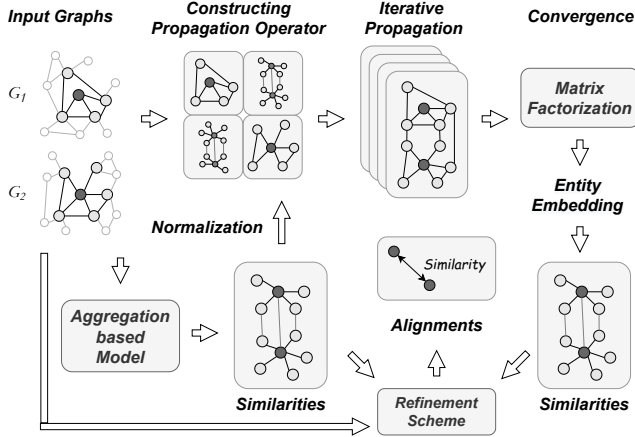 Input Graphs
Constructing
Propagation Operator
Iterative
Propagation
Convergence
G1
G2
Matrix
Factorization
Entity
Embedding
Normalization
Similarity
Aggregation
based
Model
Alignments
Similarities
Refinement
Scheme
Similarities